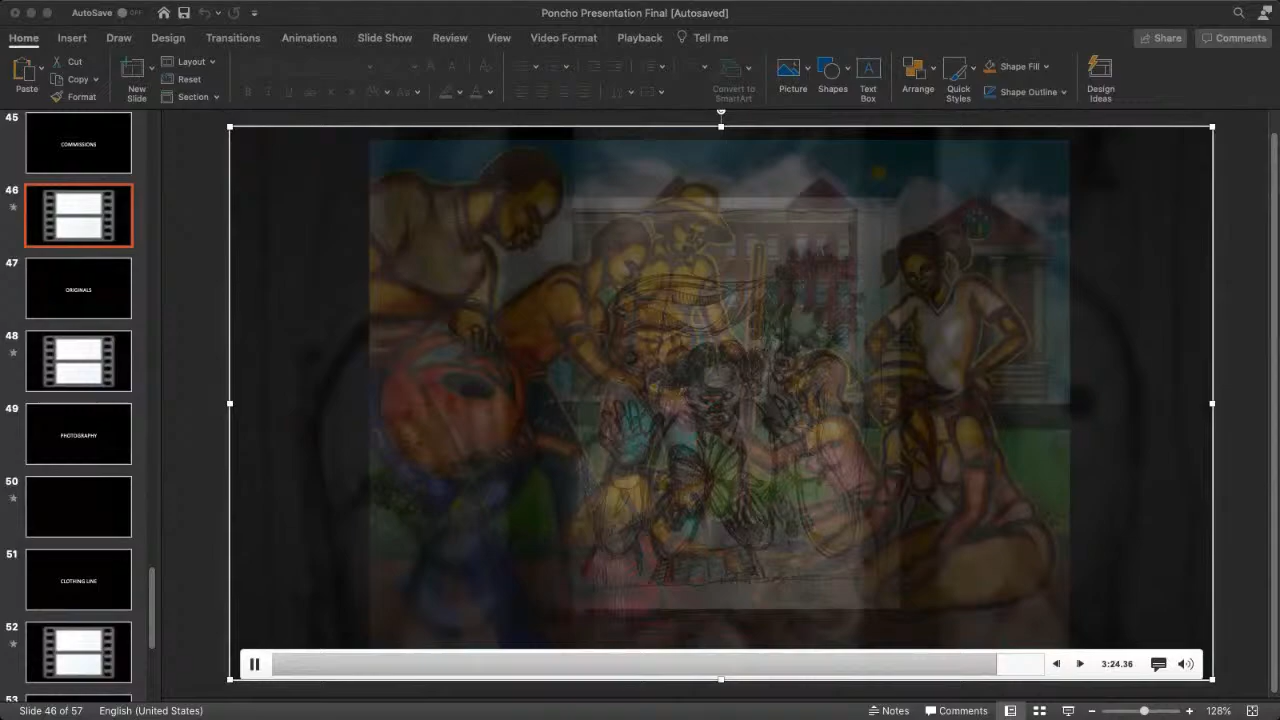 AutoSave OFF
Poncho Presentation Final [Autosaved]
Home Insert Draw Design Transitions Animations Slide Show Review View Video Format Playback Tell me
Share Comments
Paste
Cut
Copy
Format
New Slide
Layout
Reset
Section
Convert to SmartArt
Picture
Shapes
Text Box
Arrange
Quick Styles
Shape Fill
Shape Outline
Design Ideas
45
COMMISSIONS
46
47
ORIGINALS
48
49
PHOTOGRAPHY
50
51
CLOTHING LINE
52
53
3:24.36
Slide 46 of 57 English (United States)
Notes Comments 128%